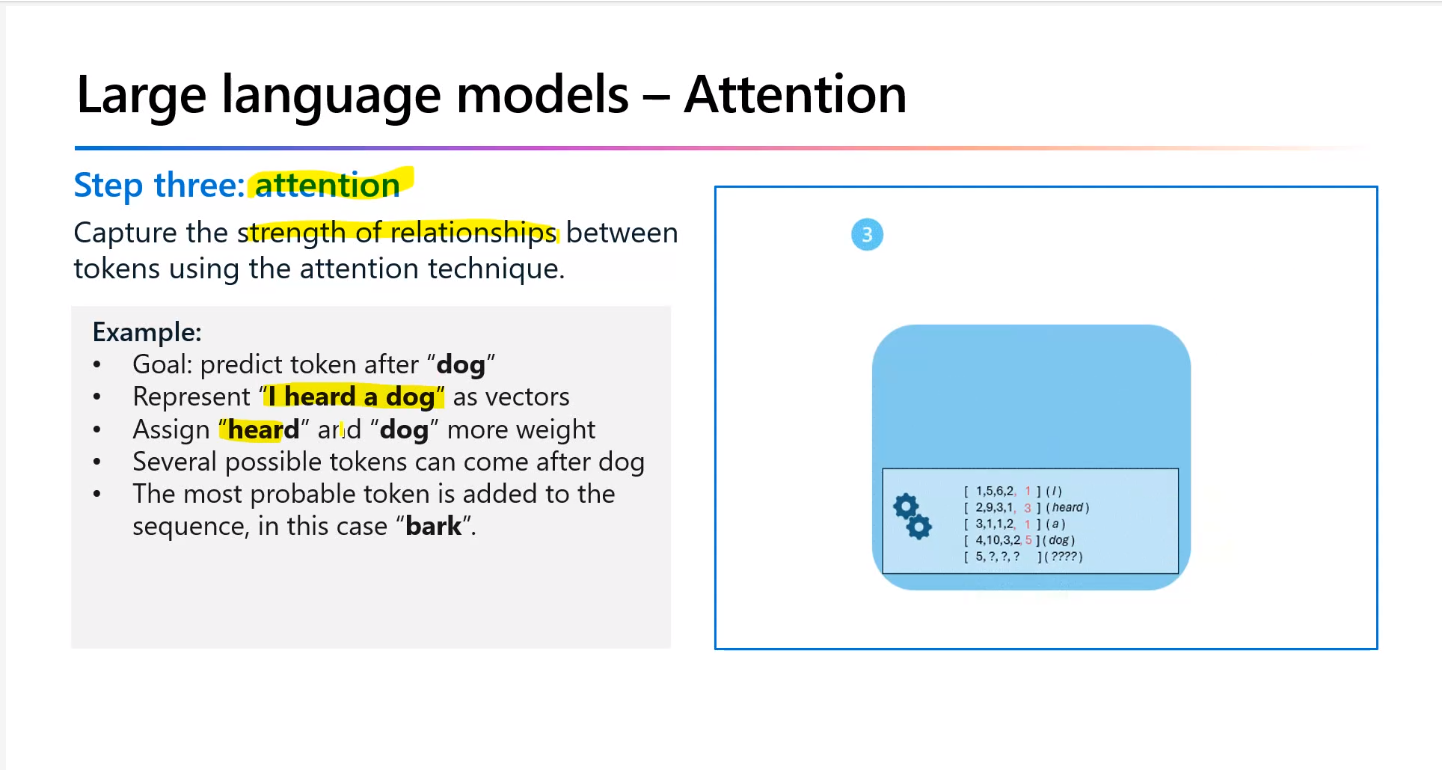 Large language models – Attention
Step three: attention
Capture the strength of relationships between
tokens using the attention technique.
Example:
• Goal: predict token after “dog”
• Represent “I heard a dog” as vectors
• Assign “heard” and “dog” more weight
• Several possible tokens can come after dog
• The most probable token is added to the
sequence, in this case “bark”.
3
[ 1,5,6,2, 1 ] (I)
[ 2,9,3,1, 3 ] (heard)
[ 3,1,1,2, 1 ] (a)
[ 4,10,3,2 5 ] (dog)
[ 5, ?, ?, ? ] (????)